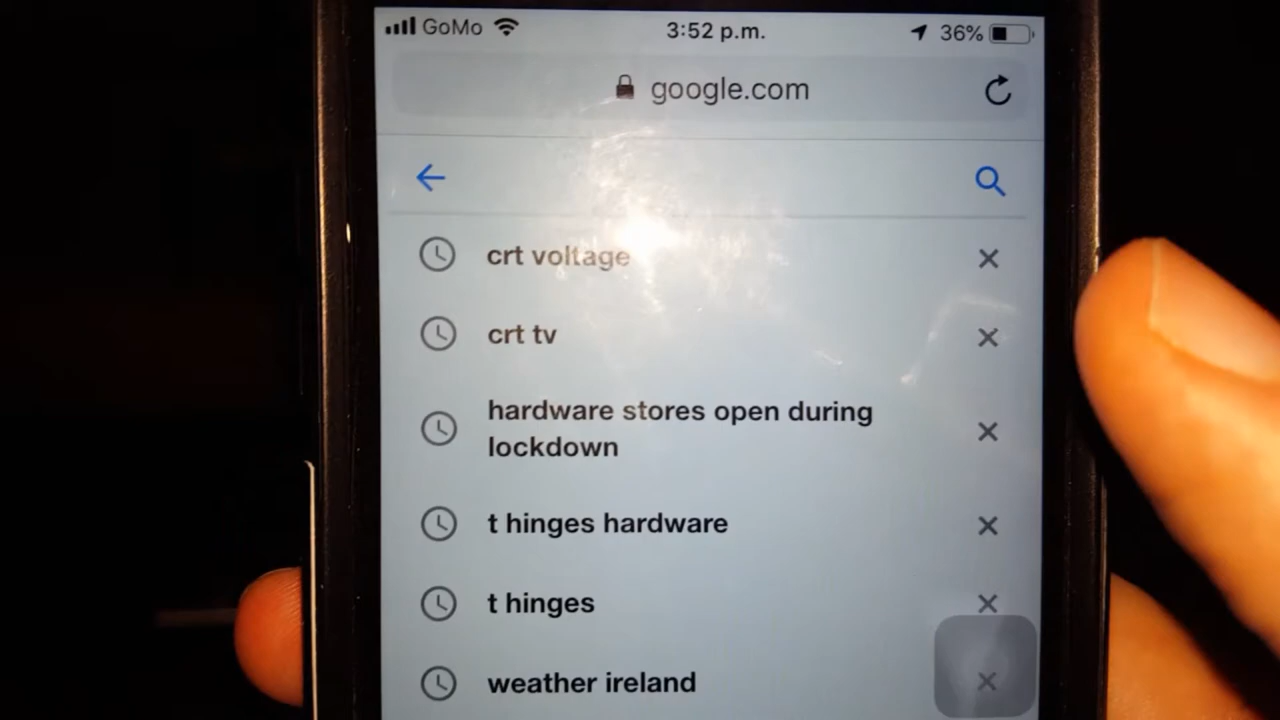 GoMo 3:52 p.m. 36%
google.com
crt voltage
crt tv
hardware stores open during
lockdown
t hinges hardware
t hinges
weather ireland